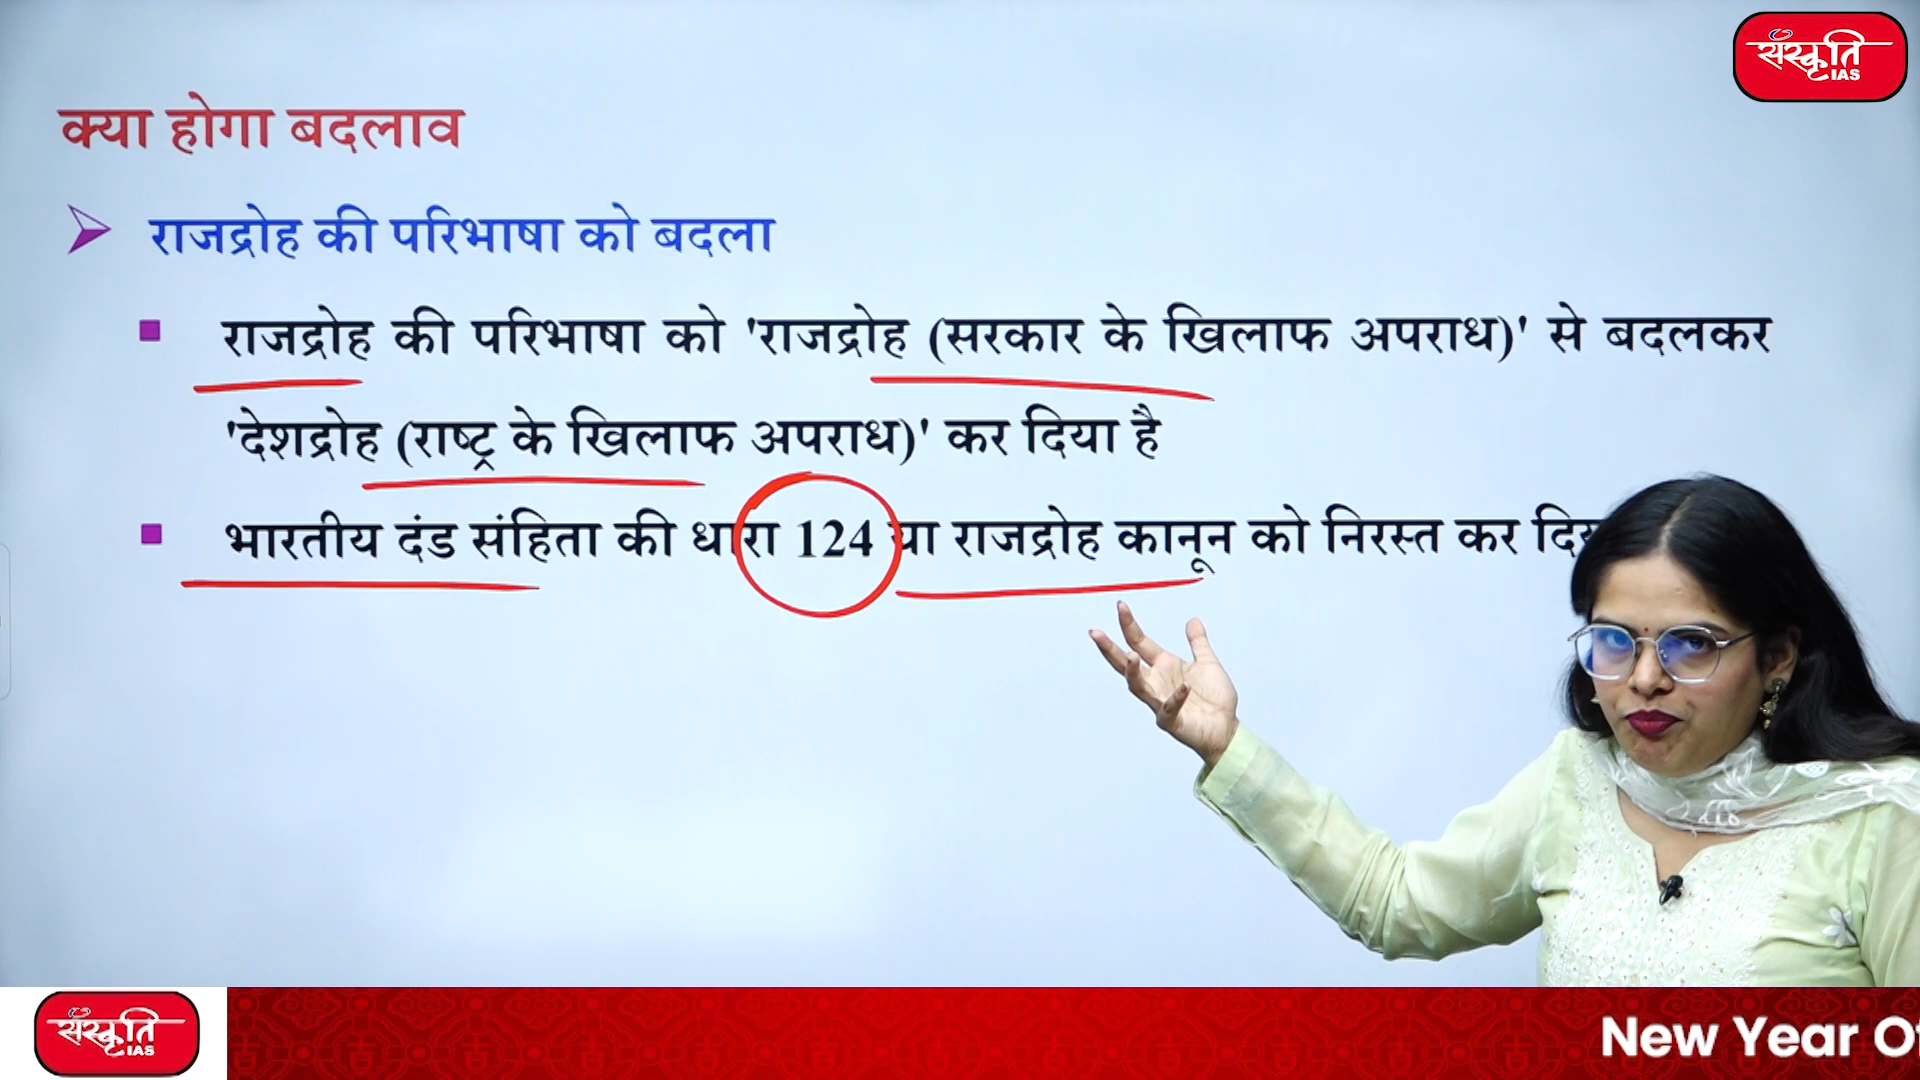 संस्कृति
IAS
क्या होगा बदलाव
राजद्रोह की परिभाषा को बदला
राजद्रोह की परिभाषा को 'राजद्रोह (सरकार के खिलाफ अपराध)' से बदलकर
'देशद्रोह (राष्ट्र के खिलाफ अपराध)' कर दिया है
भारतीय दंड संहिता की धारा 124 या राजद्रोह कानून को निरस्त कर
संस्कृति
IAS
New Year